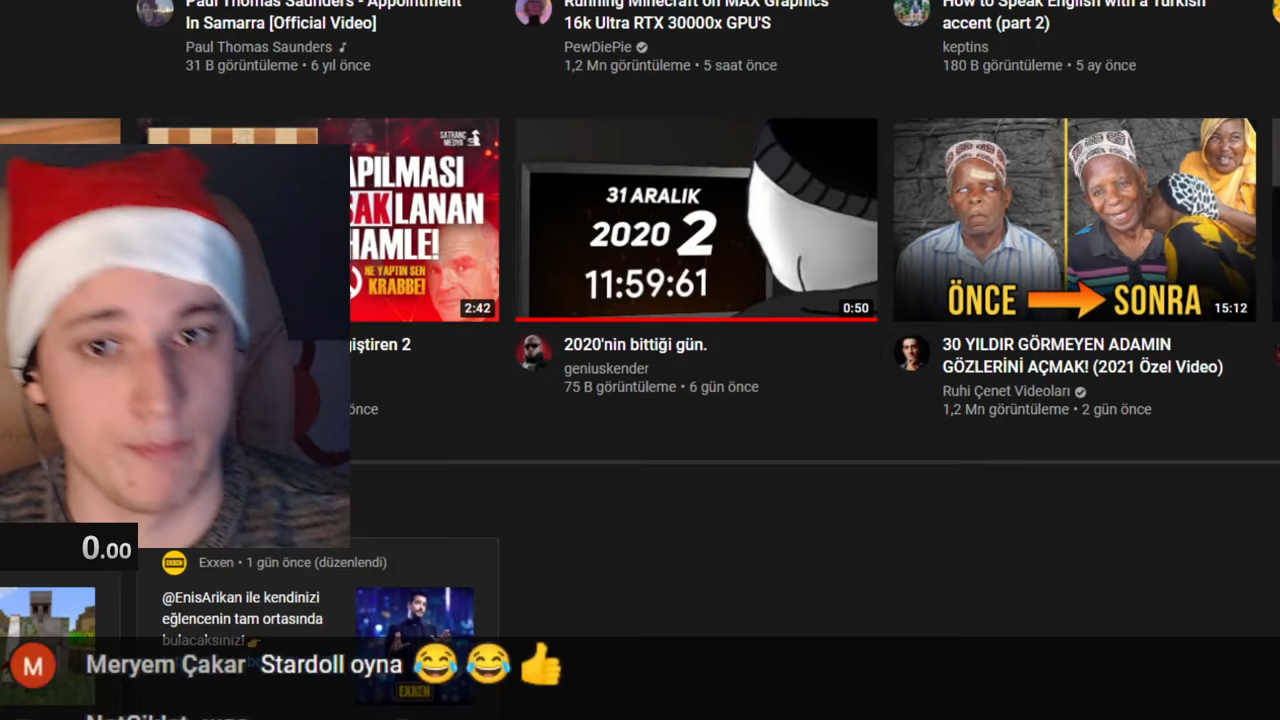 Paul Thomas Saunders - Appointment
In Samarra [Official Video]
Paul Thomas Saunders
31 B görüntüleme • 6 yıl önce
Running Minecraft on MAX Graphics
16k Ultra RTX 30000x GPU'S
PewDiePie
1,2 Mn görüntüleme • 5 saat önce
How to Speak English with a Turkish
accent (part 2)
keptins
180 B görüntüleme • 5 ay önce
SATRANÇ
MEDYA
APILMASI
SAKLANAN
HAMLE!
NE YAPTIN SEN
KRABBE!
2:42
giştiren 2
önce
31 ARALIK
2020 2
11:59:61
0:50
2020'nin bittiği gün.
geniuskender
75 B görüntüleme • 6 gün önce
ÖNCE SONRA
15:12
30 YILDIR GÖRMEYEN ADAMIN
GÖZLERİNİ AÇMAK! (2021 Özel Video)
Ruhi Çenet Videoları
1,2 Mn görüntüleme • 2 gün önce
0.00
Exxen • 1 gün önce (düzenlendi)
@EnisArikan ile kendinizi
eğlencenin tam ortasında
bulacaksınız!
EXXEN
M Meryem Çakar Stardoll oyna 😂😂👍